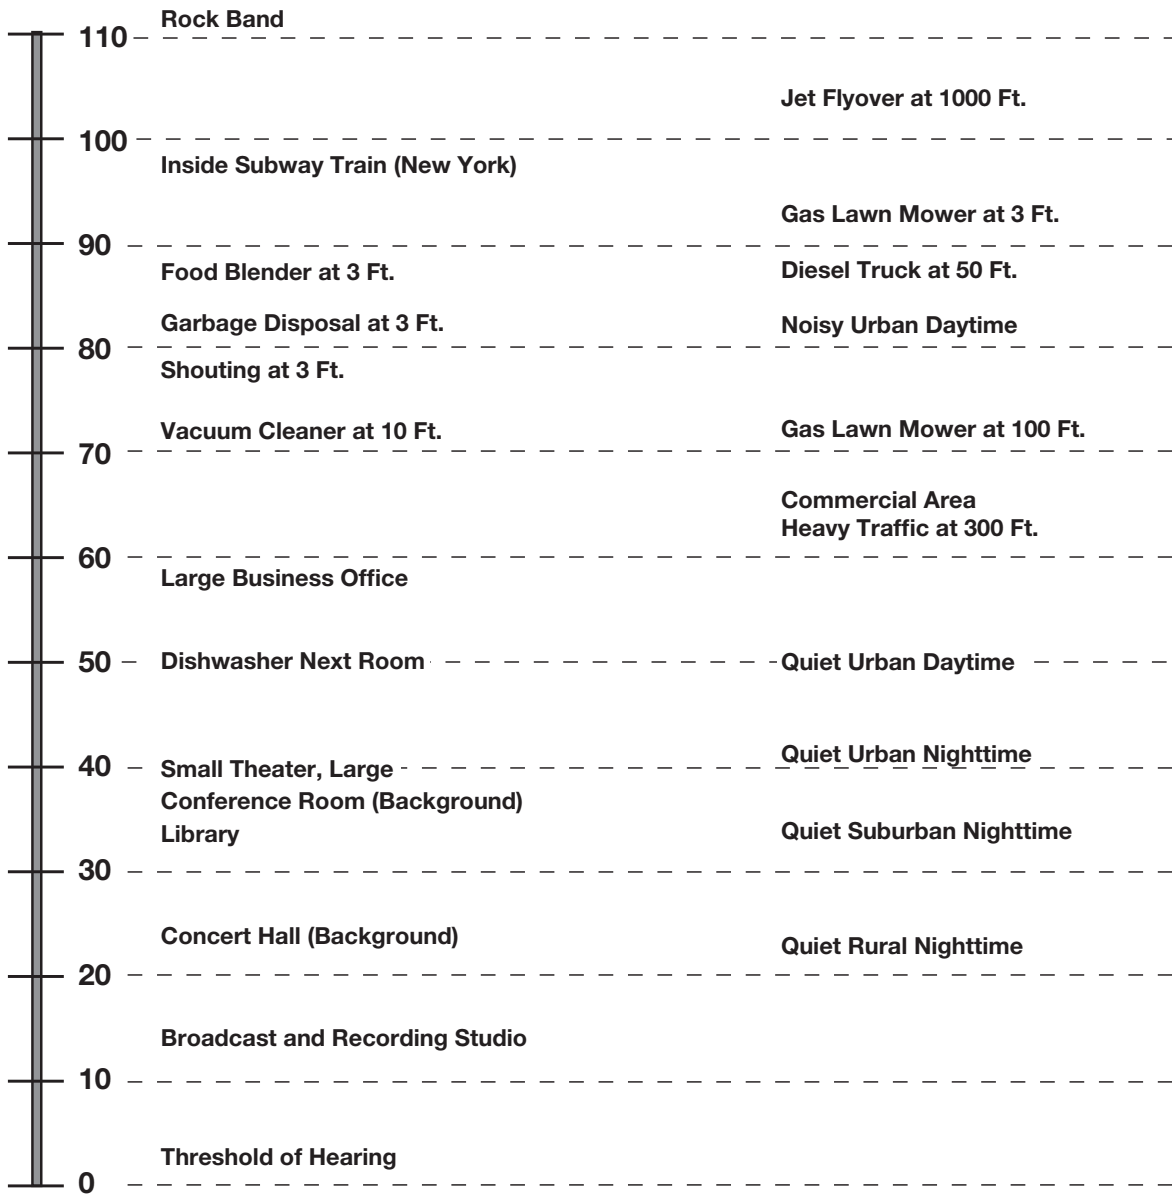 Rock Band
110
Jet Flyover at 1000 Ft.
100
Inside Subway Train (New York)
Gas Lawn Mower at 3 Ft.
90
Food Blender at 3 Ft.
Diesel Truck at 50 Ft.
Garbage Disposal at 3 Ft.
Noisy Urban Daytime
80
Shouting at 3 Ft.
Vacuum Cleaner at 10 Ft.
Gas Lawn Mower at 100 Ft.
70
Commercial Area
Heavy Traffic at 300 Ft.
60
Large Business Office
50
Dishwasher Next Room
Quiet Urban Daytime
Quiet Urban Nighttime
40
Small Theater, Large
Conference Room (Background)
Library
Quiet Suburban Nighttime
30
Concert Hall (Background)
Quiet Rural Nighttime
20
Broadcast and Recording Studio
10
Threshold of Hearing
0